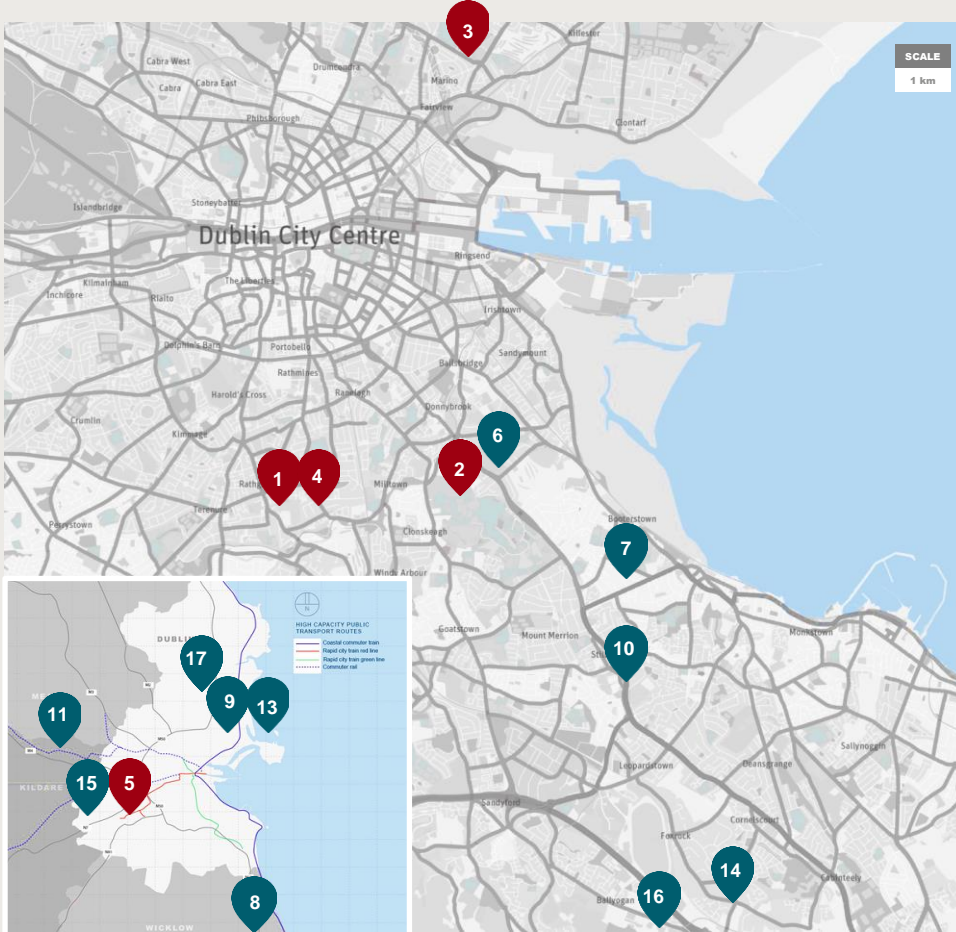 3
Killester
SCALE
1 km
Cabra West
Cabra
Cabra East
Drumcondra
Marino
Fairview
Phibsborough
Clontarf
Islandbridge
Stoneybatter
Dublin City Centre
Ringsend
Inchicore
Kilmainham
Rialto
The Liberties
Irishtown
Delphin's Barn
Portobello
Sandymount
Ballsbridge
Rathmines
Harold's Cross
Ranelagh
Donnybrook
Crumlin
Kimmage
6
1
4
2
Milltown
Terenure
Perrystown
Clonskeagh
Booterstown
7
Windy Arbour
Goatstown
Mount Merrion
Monkstown
10
Sallynoggin
Leopardstown
Deansgrange
Sandyford
Cornelscourt
Foxrock
Cabinteely
14
Ballyogan
16
N
HIGH CAPACITY PUBLIC
TRANSPORT ROUTES
Coastal commuter train
Rapid city train red line
Rapid city train green line
Commuter rail
DUBLIN
17
9
13
11
15
5
KILDARE
8
WICKLOW